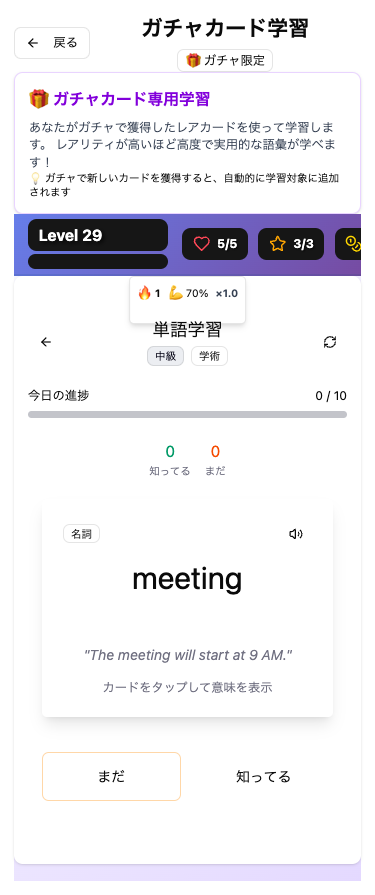 戻る
ガチャカード学習
🎁 ガチャ限定
🎁 ガチャカード専用学習
あなたがガチャで獲得したレアカードを使って学習しま
す。 レアリティが高いほど高度で実用的な語彙が学べま
す！
💡 ガチャで新しいカードを獲得すると、自動的に学習対象に追加
されます
Level 29
5/5
3/3
🔥 1 💪 70% ×1.0
単語学習
中級 学術
今日の進捗 0 / 10
0 0
知ってる まだ
名詞
meeting
"The meeting will start at 9 AM."
カードをタップして意味を表示
まだ 知ってる